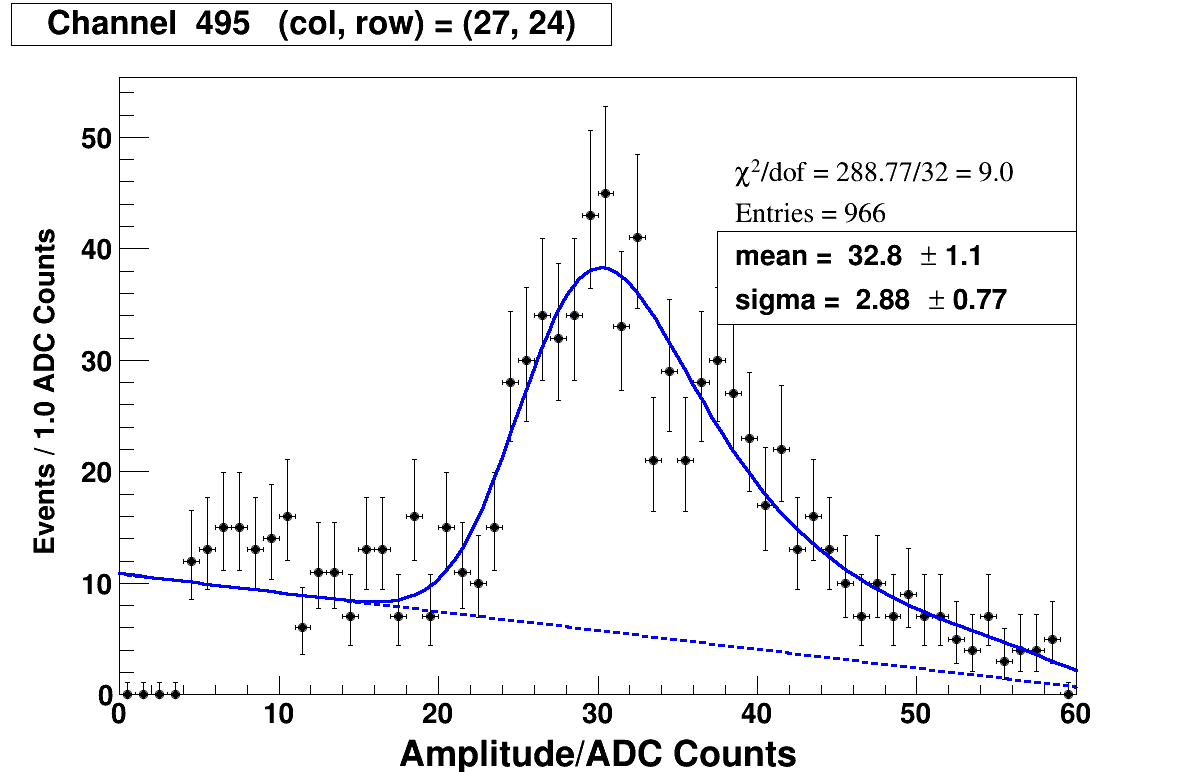 Channel 495 (col, row) = (27, 24)
χ²/dof = 288.77/32 = 9.0
Entries = 966
mean = 32.8 ± 1.1
sigma = 2.88 ± 0.77
Events / 1.0 ADC Counts
50
40
30
20
10
0
0 10 20 30 40 50 60
Amplitude/ADC Counts